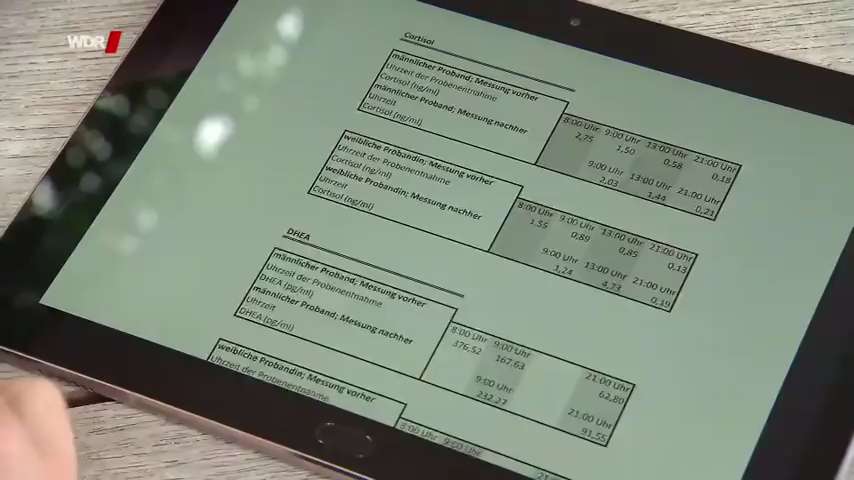 WDR
Cortisol
männlicher Proband; Messung vorher
Uhrzeit der Probenentnahme 8:00 Uhr 9:00 Uhr 13:00 Uhr 21:00 Uhr
Cortisol (ng/ml) 2,75 1,50 0,58 0,18
männlicher Proband; Messung nachher
Uhrzeit 9:00 Uhr 13:00 Uhr 21:00 Uhr
Cortisol (ng/ml) 2,03 1,44 0,21
weibliche Probandin; Messung vorher
Uhrzeit der Probenentnahme 8:00 Uhr 9:00 Uhr 13:00 Uhr 21:00 Uhr
Cortisol (ng/ml) 1,55 0,89 0,85 0,13
weibliche Probandin; Messung nachher
Uhrzeit 9:00 Uhr 13:00 Uhr 21:00 Uhr
Cortisol (ng/ml) 1,24 4,73 0,19
DHEA
männlicher Proband; Messung vorher
Uhrzeit der Probenentnahme 8:00 Uhr 9:00 Uhr 21:00 Uhr
DHEA (pg/ml) 376,52 167,63 62,80
männlicher Proband; Messung nachher
Uhrzeit 9:00 Uhr 21:00 Uhr
DHEA (pg/ml) 232,27 91,55
weibliche Probandin; Messung vorher
Uhrzeit der Probenentnahme 8:00 Uhr 9:00 Uhr